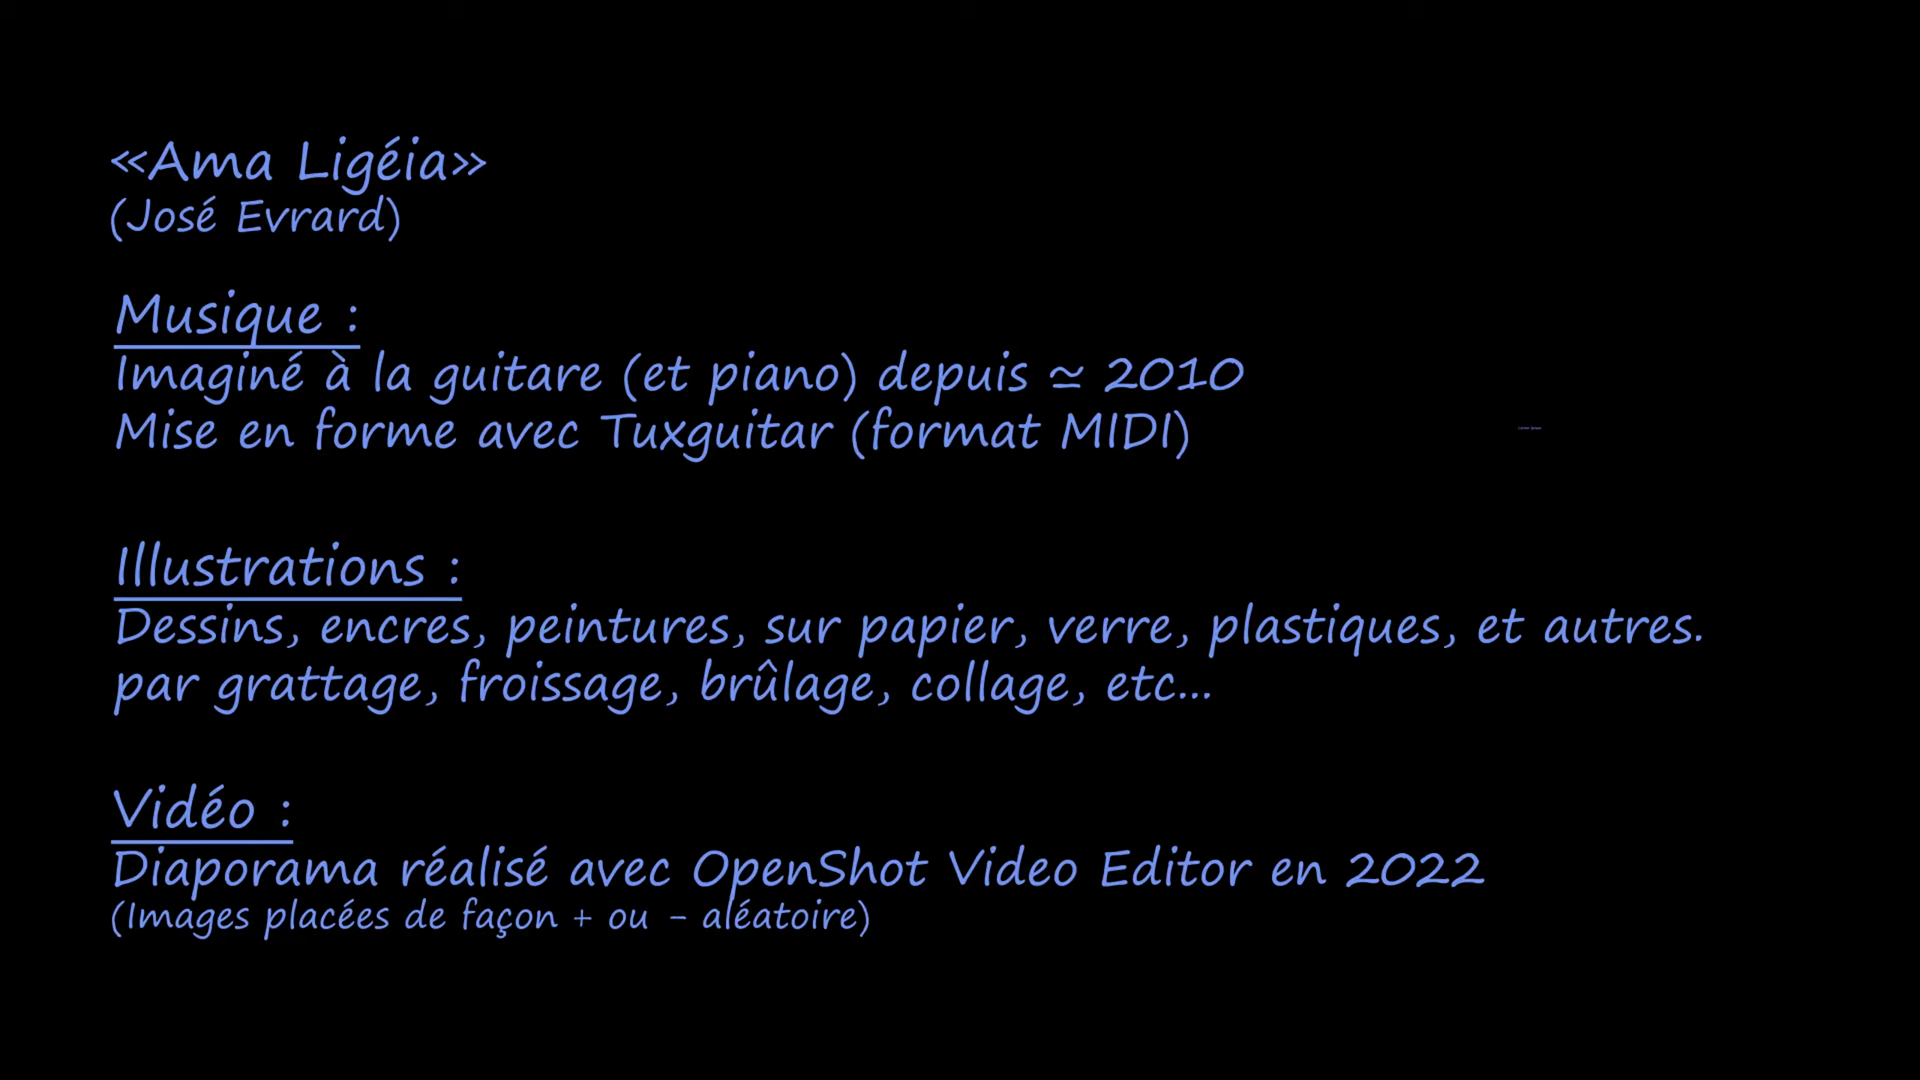 «Ama Ligéia»
(José Evrard)
Musique :
Imaginé à la guitare (et piano) depuis ≃ 2010
Mise en forme avec Tuxguitar (format MIDI)
Illustrations :
Dessins, encres, peintures, sur papier, verre, plastiques, et autres.
par grattage, froissage, brûlage, collage, etc...
Vidéo :
Diaporama réalisé avec OpenShot Video Editor en 2022
(Images placées de façon + ou - aléatoire)